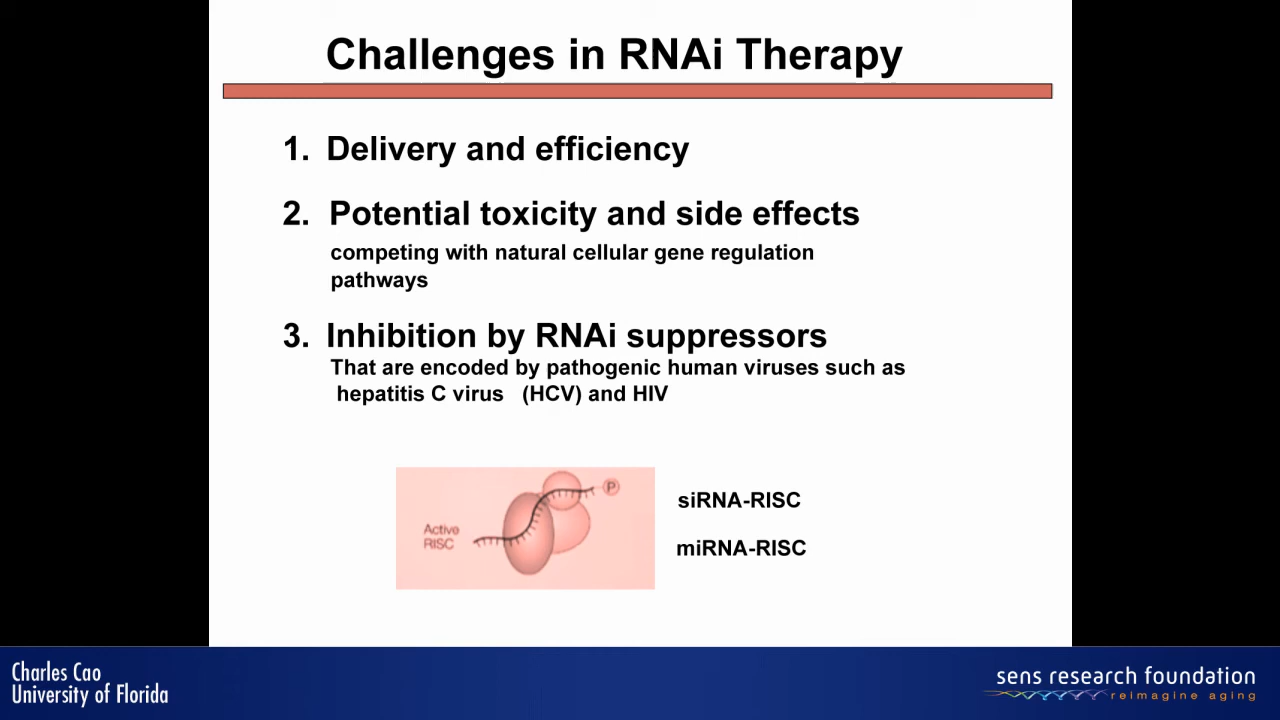 Challenges in RNAi Therapy
1. Delivery and efficiency
2. Potential toxicity and side effects
competing with natural cellular gene regulation
pathways
3. Inhibition by RNAi suppressors
That are encoded by pathogenic human viruses such as
hepatitis C virus (HCV) and HIV
P
Active
RISC
siRNA-RISC
miRNA-RISC
Charles Cao
University of Florida
sens research foundation
reimagine aging